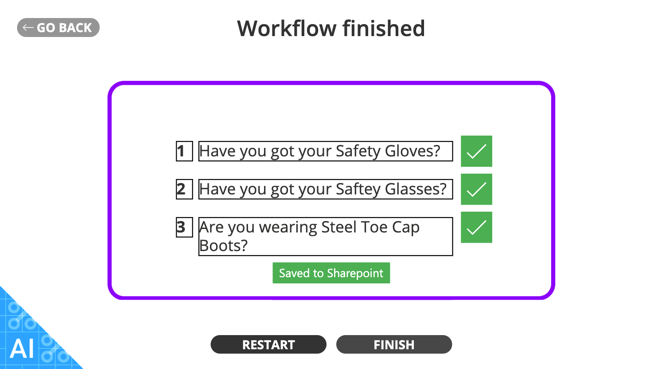 ← GO BACK
Workflow finished
1 Have you got your Safety Gloves?
2 Have you got your Saftey Glasses?
3 Are you wearing Steel Toe Cap
Boots?
Saved to Sharepoint
AI
RESTART FINISH